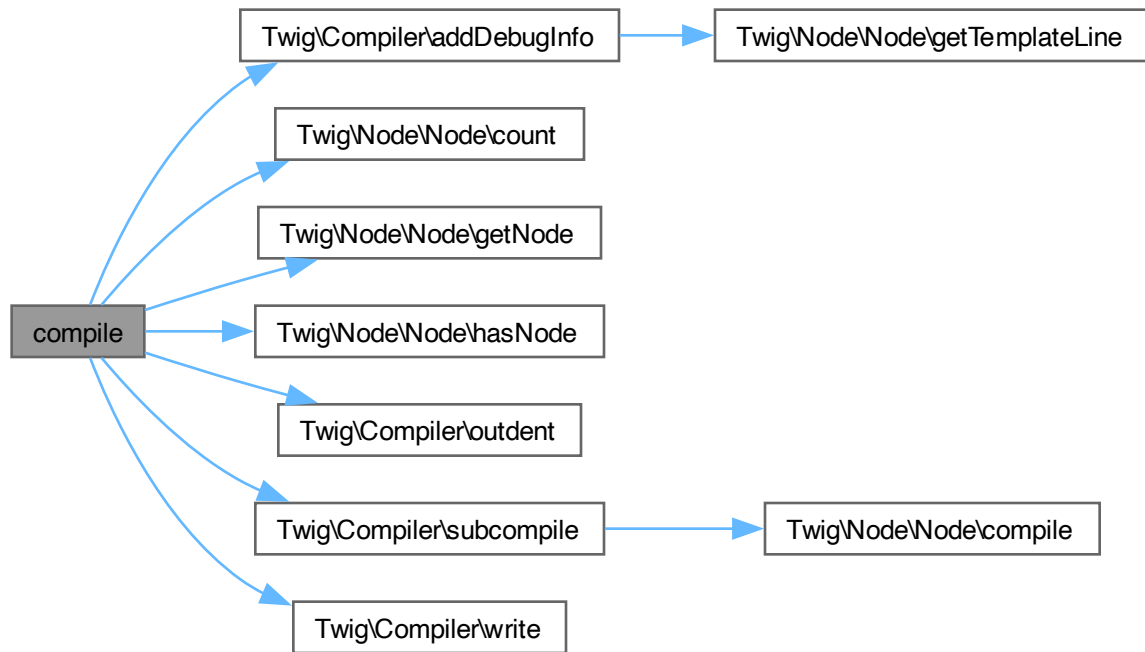 Twig\Compiler\addDebugInfo
Twig\Node\Node\getTemplateLine
Twig\Node\Node\count
Twig\Node\Node\getNode
compile
Twig\Node\Node\hasNode
Twig\Compiler\outdent
Twig\Compiler\subcompile
Twig\Node\Node\compile
Twig\Compiler\write